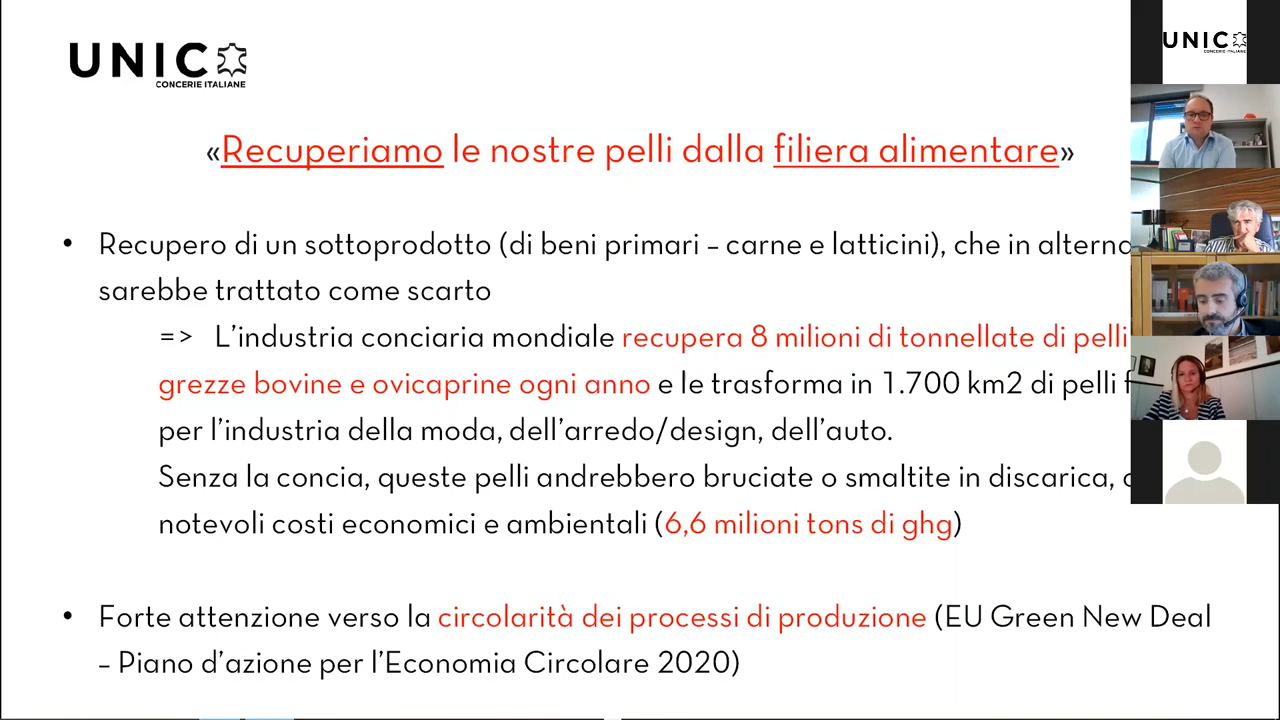 UNIC
CONCERIE ITALIANE
UNIC
CONCERIE ITALIANE
«Recuperiamo le nostre pelli dalla filiera alimentare»
• Recupero di un sottoprodotto (di beni primari – carne e latticini), che in
sarebbe trattato come scarto
=> L'industria conciaria mondiale recupera 8 milioni di tonnellate di pelli
grezze bovine e ovicaprine ogni anno e le trasforma in 1.700 km2 di pelli
per l'industria della moda, dell'arredo/design, dell'auto.
Senza la concia, queste pelli andrebbero bruciate o smaltite in discarica,
notevoli costi economici e ambientali (6,6 milioni tons di ghg)
• Forte attenzione verso la circolarità dei processi di produzione (EU Green New Deal
– Piano d'azione per l'Economia Circolare 2020)